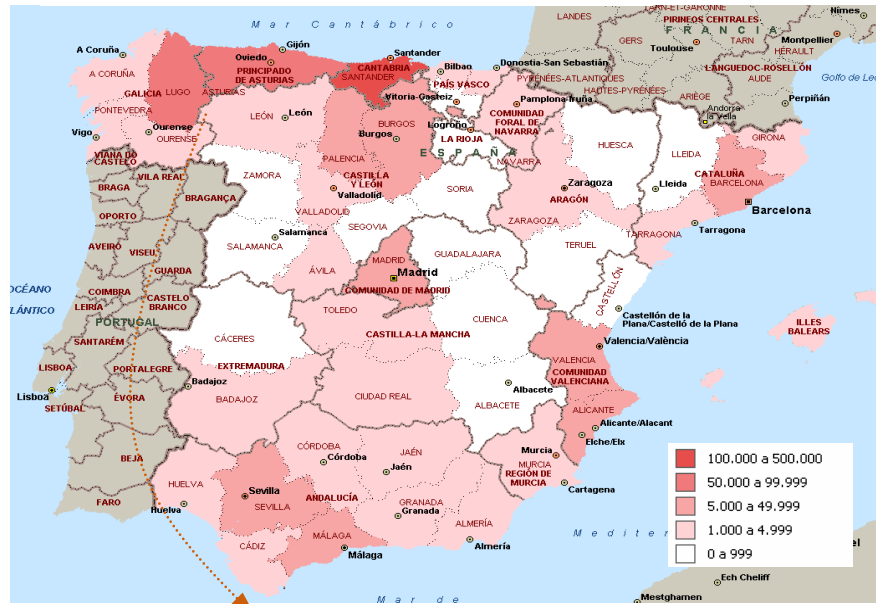 Mar Cantábrico
LANDES
TARN-ET-GARONNE
PIRINEOS CENTRALES
Nimes
GERS
FRANCIA
TARN
Montpellier
Toulouse
HÉRAULT
LANGUEDOC-ROSELLÓN
AUDE
Golfo de Leó
PYRÉNÉES-ATLANTIQUES
HAUTES-PYRÉNÉES
ARIÈGE
Perpiñán
Andorra
la Vella
A Coruña
Gijón
Oviedo
Santander
Bilbao
Donostia-San Sebastián
A CORUÑA
LUGO
GALICIA
ASTURIAS
PRINCIPADO
DE ASTURIAS
CANTABRIA
SANTANDER
PAÍS VASCO
Vitoria-Gasteiz
Pamplona-Iruña
COMUNIDAD
FORAL DE
NAVARRA
NAVARRA
PONTEVEDRA
Vigo
Ourense
OURENSE
LEÓN
León
BURGOS
Burgos
Logroño
LA RIOJA
ESPAÑA
PALENCIA
CASTILLA
Y LEÓN
Valladolid
VALLADOLID
ZAMORA
SORIA
HUESCA
LLEIDA
Lleida
GIRONA
CATALUÑA
BARCELONA
Barcelona
Zaragoza
ARAGÓN
ZARAGOZA
TARRAGONA
Tarragona
VIANA DO
CASTELO
VILA REAL
BRAGA
BRAGANÇA
OPORTO
AVEIRO
VISEU
GUARDA
COIMBRA
CASTELO
BRANCO
LEIRÍA
PORTUGAL
SANTARÉM
LISBOA
Lisboa
PORTALEGRE
SETÚBAL
ÉVORA
BEJA
FARO
OCÉANO
ATLÁNTICO
Salamanca
SALAMANCA
SEGOVIA
ÁVILA
MADRID
Madrid
COMUNIDAD DE MADRID
GUADALAJARA
TERUEL
CASTELLÓN
Castellón de la
Plana/Castelló de la Plana
TOLEDO
CUENCA
CASTILLA-LA MANCHA
CÁCERES
EXTREMADURA
Badajoz
BADAJOZ
CIUDAD REAL
Albacete
ALBACETE
Valencia/València
VALENCIA
COMUNIDAD
VALENCIANA
ILLES
BALEARS
ALICANTE
Alicante/Alacant
Elche/Elx
Murcia
MURCIA
REGIÓN DE
MURCIA
Cartagena
CÓRDOBA
Córdoba
JAÉN
Jaén
HUELVA
Huelva
Sevilla
SEVILLA
ANDALUCÍA
GRANADA
Granada
ALMERÍA
Almería
MÁLAGA
Málaga
CÁDIZ
Mediter
Mar de
100.000 a 500.000
50.000 a 99.999
5.000 a 49.999
1.000 a 4.999
0 a 999
Ech Cheliff
Mestghamen